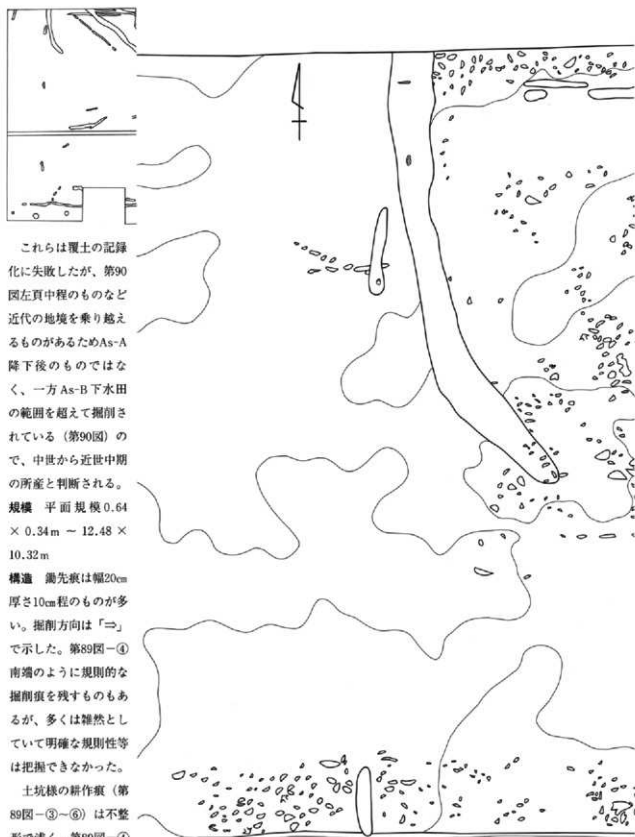 これらは覆土の記録
化に失敗したが、第90
図左頁中程のものなど
近代の地境を乗り越え
るものがあるためAs-A
降下後のものではな
く、一方As-B下水田
の範囲を超えて掘削さ
れている（第90図）の
で、中世から近世中期
の所産と判断される。
規模　平面規模0.64
×0.34m ～ 12.48×
10.32m
構造　鋤先痕は幅20cm
厚さ10cm程のものが多
い。掘削方向は「⇒」
で示した。第89図－④
南端のように規則的な
掘削痕を残すものもあ
るが、多くは雑然とし
ていて明確な規則性等
は把握できなかった。
土坑様の耕作痕（第
89図－③～⑥）は不整
形で浅く、第89図－④